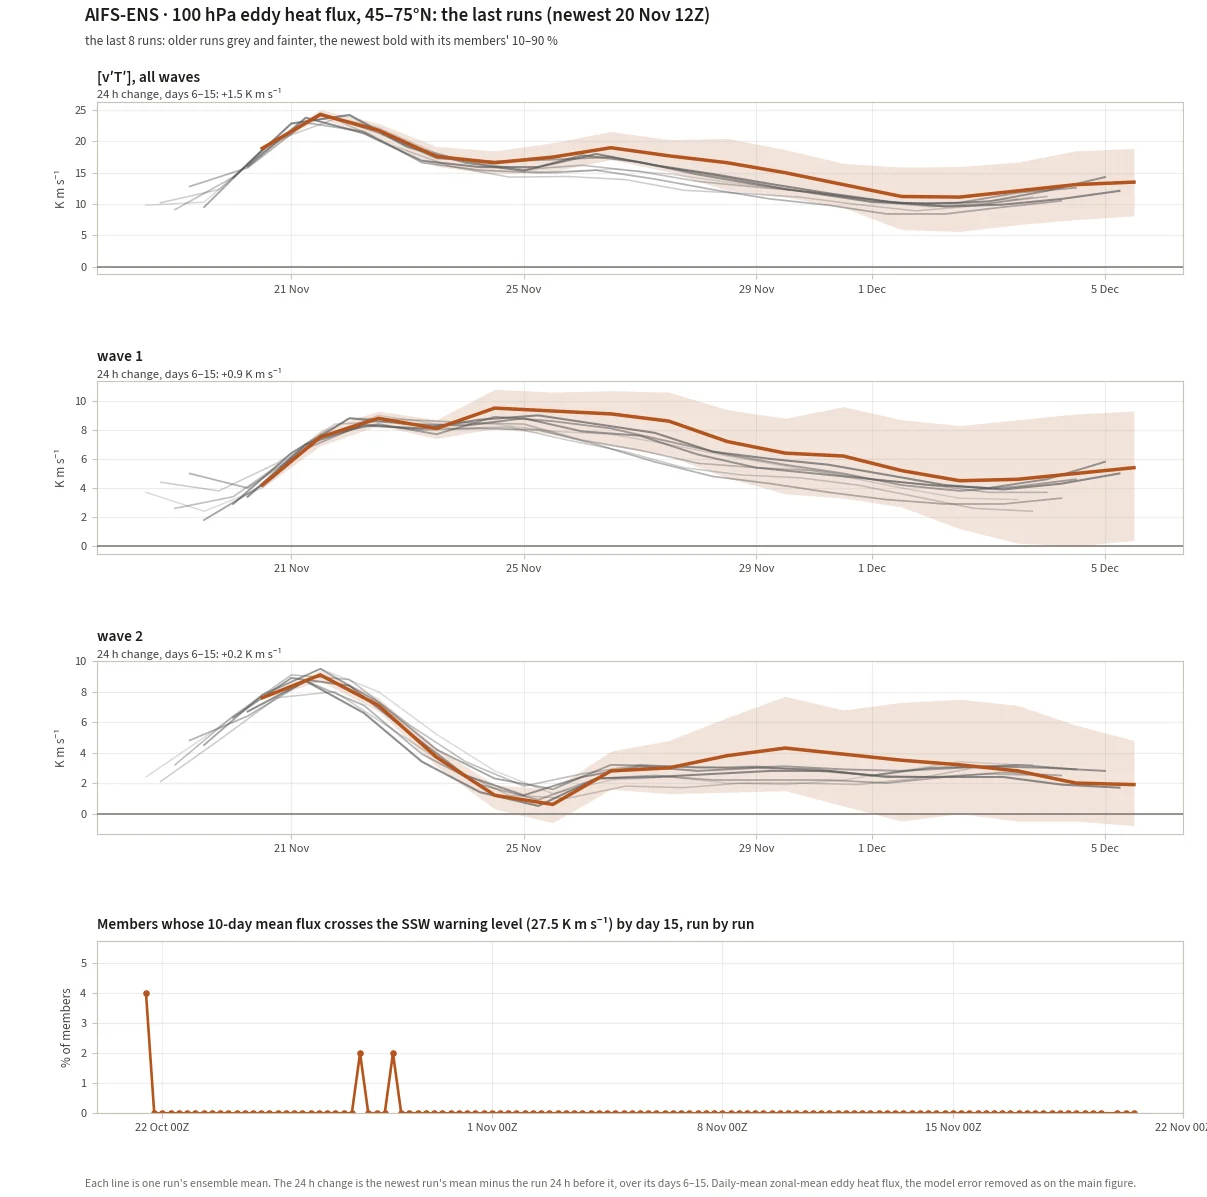 AIFS-ENS · 100 hPa eddy heat flux, 45–75°N: the last runs (newest 20 Nov 12Z)
the last 8 runs: older runs grey and fainter, the newest bold with its members' 10–90 %
[v′T′], all waves
24 h change, days 6–15: +1.5 K m s⁻¹
25
20
15
10
5
0
K m s⁻¹
21 Nov 25 Nov 29 Nov 1 Dec 5 Dec
wave 1
24 h change, days 6–15: +0.9 K m s⁻¹
10
8
6
4
2
0
K m s⁻¹
21 Nov 25 Nov 29 Nov 1 Dec 5 Dec
wave 2
24 h change, days 6–15: +0.2 K m s⁻¹
10
8
6
4
2
0
K m s⁻¹
21 Nov 25 Nov 29 Nov 1 Dec 5 Dec
Members whose 10-day mean flux crosses the SSW warning level (27.5 K m s⁻¹) by day 15, run by run
5
4
3
2
1
0
% of members
22 Oct 00Z 1 Nov 00Z 8 Nov 00Z 15 Nov 00Z 22 Nov 00Z
Each line is one run's ensemble mean. The 24 h change is the newest run's mean minus the run 24 h before it, over its days 6–15. Daily-mean zonal-mean eddy heat flux, the model error removed as on the main figure.